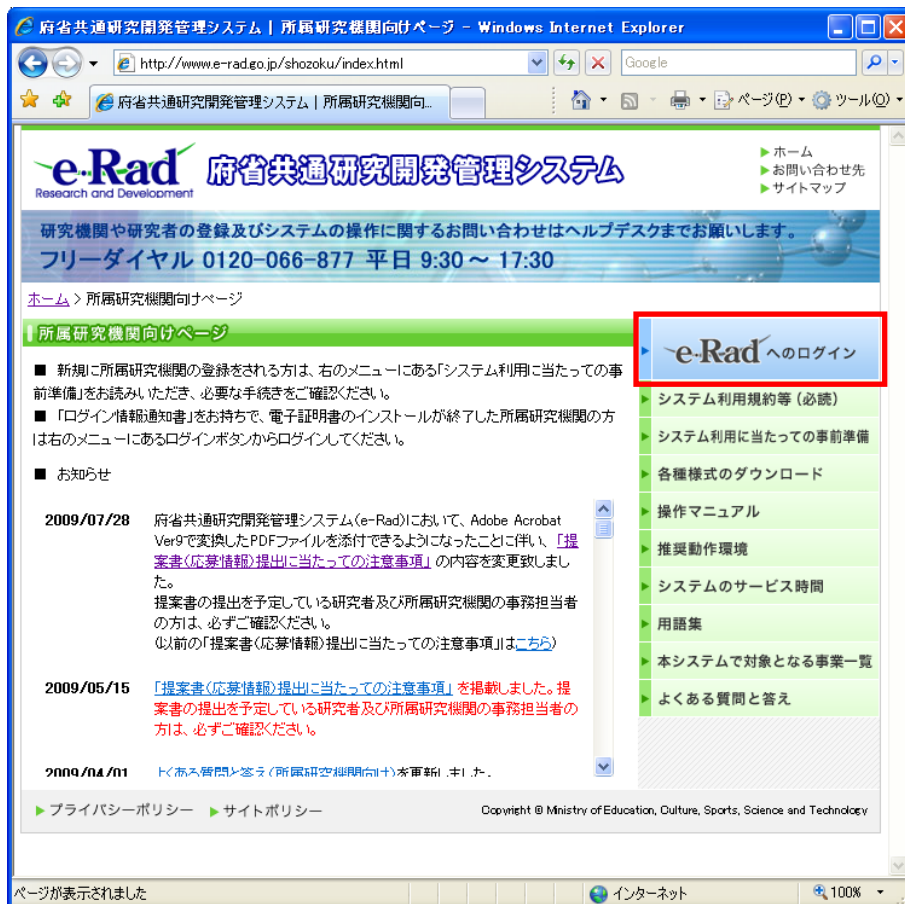 府省共通研究開発管理システム | 所属研究機関向けページ - Windows Internet Explorer
http://www.e-rad.go.jp/shozoku/index.html
Google
府省共通研究開発管理システム | 所属研究機関向...
ページ(P)
ツール(O)
e-Rad
Research and Development
府省共通研究開発管理システム
ホーム
お問い合わせ先
サイトマップ
研究機関や研究者の登録及びシステムの操作に関するお問い合わせはヘルプデスクまでお願いします。
フリーダイヤル 0120-066-877 平日 9:30 ~ 17:30
ホーム > 所属研究機関向けページ
所属研究機関向けページ
■ 新規に所属研究機関の登録をされる方は、右のメニューにある「システム利用に当たっての事
前準備」をお読みいただき、必要な手続きをご確認ください。
■ 「ログイン情報通知書」をお持ちで、電子証明書のインストールが終了した所属研究機関の方
は右のメニューにあるログインボタンからログインしてください。
■ お知らせ
2009/07/28 府省共通研究開発管理システム(e-Rad)において、Adobe Acrobat
Ver9で変換したPDFファイルを添付できるようになったことに伴い、「提
案書(応募情報)提出に当たっての注意事項」の内容を変更致しまし
た。
提案書の提出を予定している研究者及び所属研究機関の事務担当者
の方は、必ずご確認ください。
(以前の「提案書(応募情報)提出に当たっての注意事項」はこちら)
2009/05/15 「提案書(応募情報)提出に当たっての注意事項」を掲載しました。提
案書の提出を予定している研究者及び所属研究機関の事務担当者の
方は、必ずご確認ください。
2009/04/01 よくある質問と答え(所属研究機関向け)を更新しました。
e-Rad へのログイン
システム利用規約等 (必読)
システム利用に当たっての事前準備
各種様式のダウンロード
操作マニュアル
推奨動作環境
システムのサービス時間
用語集
本システムで対象となる事業一覧
よくある質問と答え
プライバシーポリシー
サイトポリシー
Copyright © Ministry of Education, Culture, Sports, Science and Technology
ページが表示されました
インターネット
100%